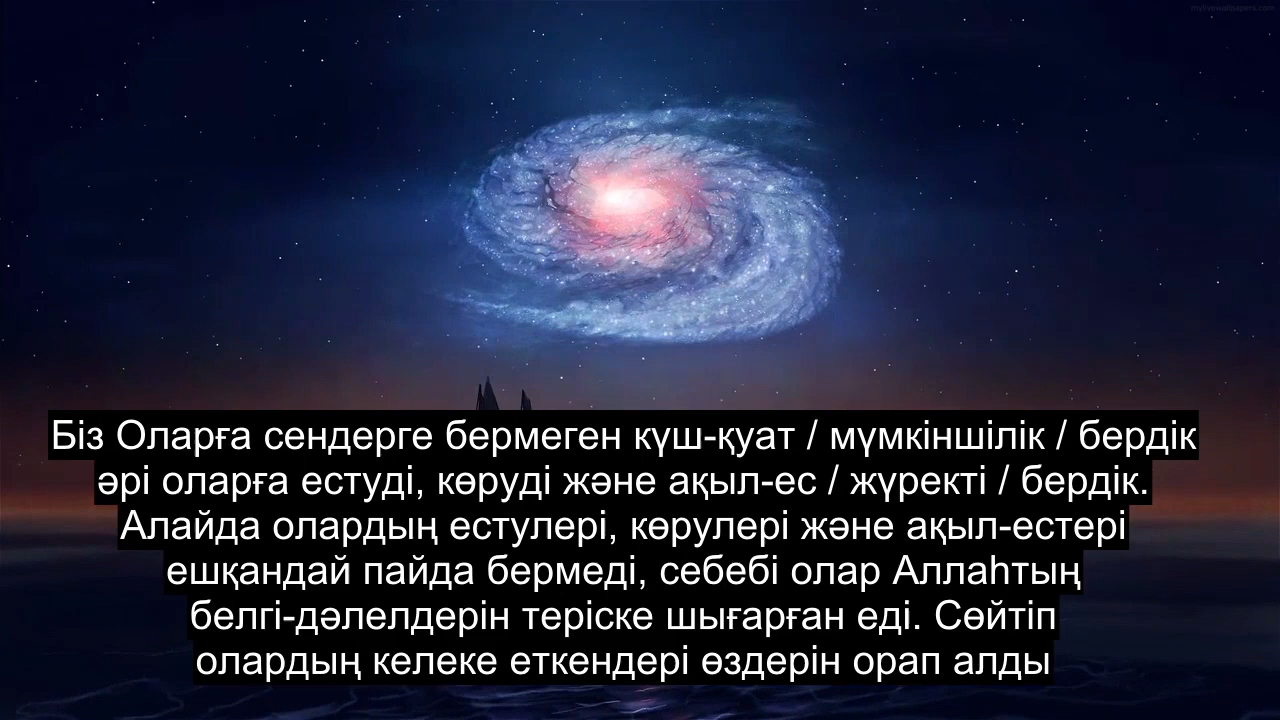 Біз Оларға сендерге бермеген күш-қуат / мүмкіншілік / бердік
әрі оларға естуді, көруді және ақыл-ес / жүректі / бердік.
Алайда олардың естулері, көрулері және ақыл-естері
ешқандай пайда бермеді, себебі олар Аллаһтың
белгі-дәлелдерін теріске шығарған еді. Сөйтіп
олардың келеке еткендері өздерін орап алды